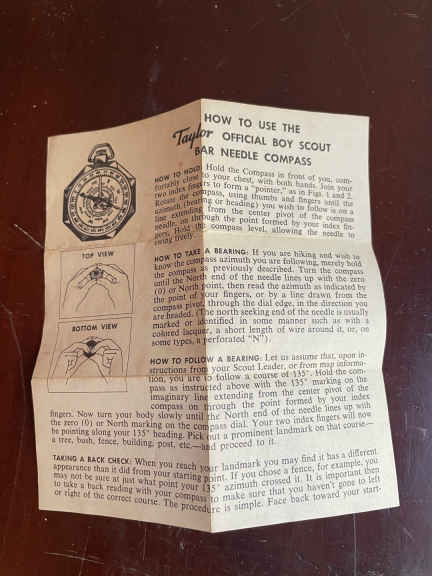 HOW TO USE THE
Taylor OFFICIAL BOY SCOUT
BAR NEEDLE COMPASS
HOW TO HOLD: Hold the Compass in front of you, com-
fortably close to your chest, with both hands. Join your
two index fingers to form a "pointer," as in Figs. 1 and 2.
Rotate the compass, using thumbs and fingers until the
azimuth (bearing or heading) you wish to follow is on a
line extending from the center pivot of the compass
needle, on through the point formed by your index fin-
gers. Hold the compass level, allowing the needle to
swing freely
TOP VIEW
HOW TO TAKE A BEARING: If you are hiking and wish to
know the compass azimuth you are following, merely hold
the compass as previously described. Turn the compass
until the North end of the needle lines up with the zero
(0) or North point, then read the azimuth as indicated by
the point of your fingers, or by a line drawn from the
compass pivot, through the dial edge, in the direction you
are headed. (The north seeking end of the needle is usually
marked or identified in some manner such as with a
colored lacquer, a short length of wire around it, or, on
some types, a perforated "N").
BOTTOM VIEW
HOW TO FOLLOW A BEARING: Let us assume that, upon in-
structions from your Scout Leader, or from map informa-
tion, you are to follow a course of 135°. Hold the com-
pass as instructed above with the 135° marking on the
imaginary line extending from the center pivot of the
compass on through the point formed by your index
fingers. Now turn your body slowly until the North end of the needle lines up with
the zero (0) or North marking on the compass dial. Your two index fingers will now
be pointing along your 135° heading. Pick out a prominent landmark on that course—
a tree, bush, fence, building, post, etc.—and proceed to it.
TAKING A BACK CHECK: When you reach your landmark you may find it has a different
appearance than it did from your starting point. If you chose a fence, for example, you
may not be sure at just what point your 135° azimuth crossed it. It is important then
to take a back reading with your compass to make sure that you haven't gone to left
or right of the correct course. The procedure is simple. Face back toward your start-